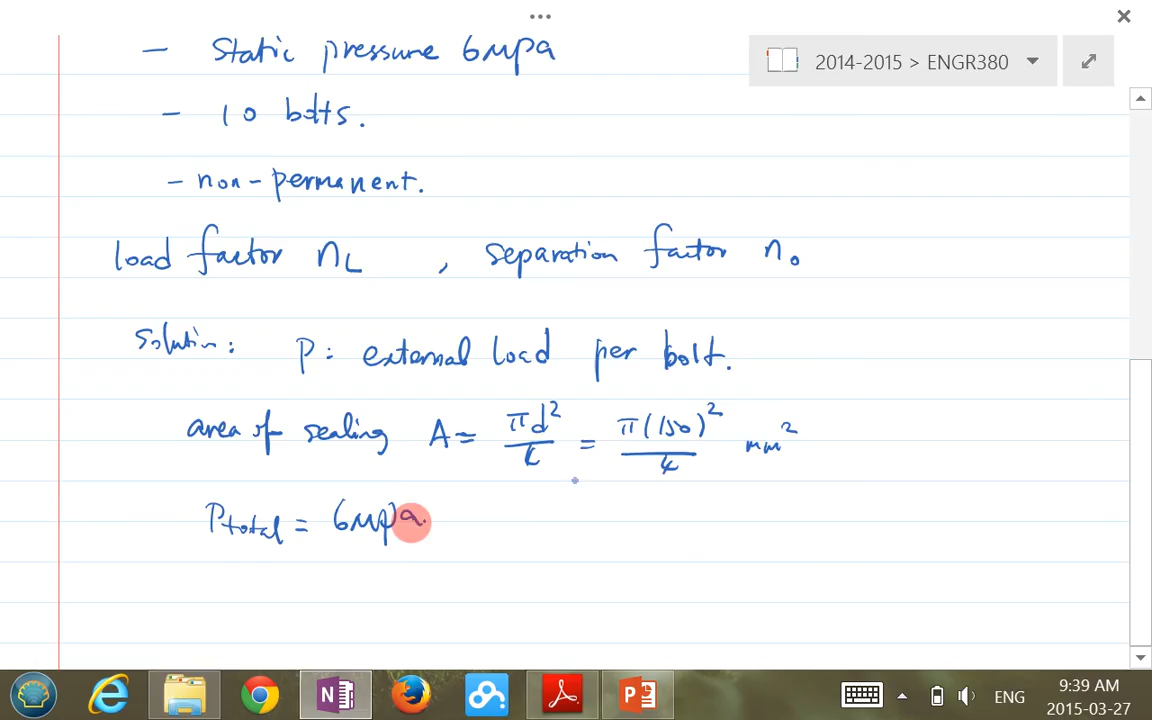 ...
2014-2015 > ENGR380
- Static pressure 6Mpa
- 10 bolts.
- non-permanent.
load factor nL , separation factor no
Solution: P: external load per bolt.
area of sealing A = πd²/4 = π(150)²/4 mm²
Ptotal = 6Mpa
N
P
ENG
9:39 AM
2015-03-27